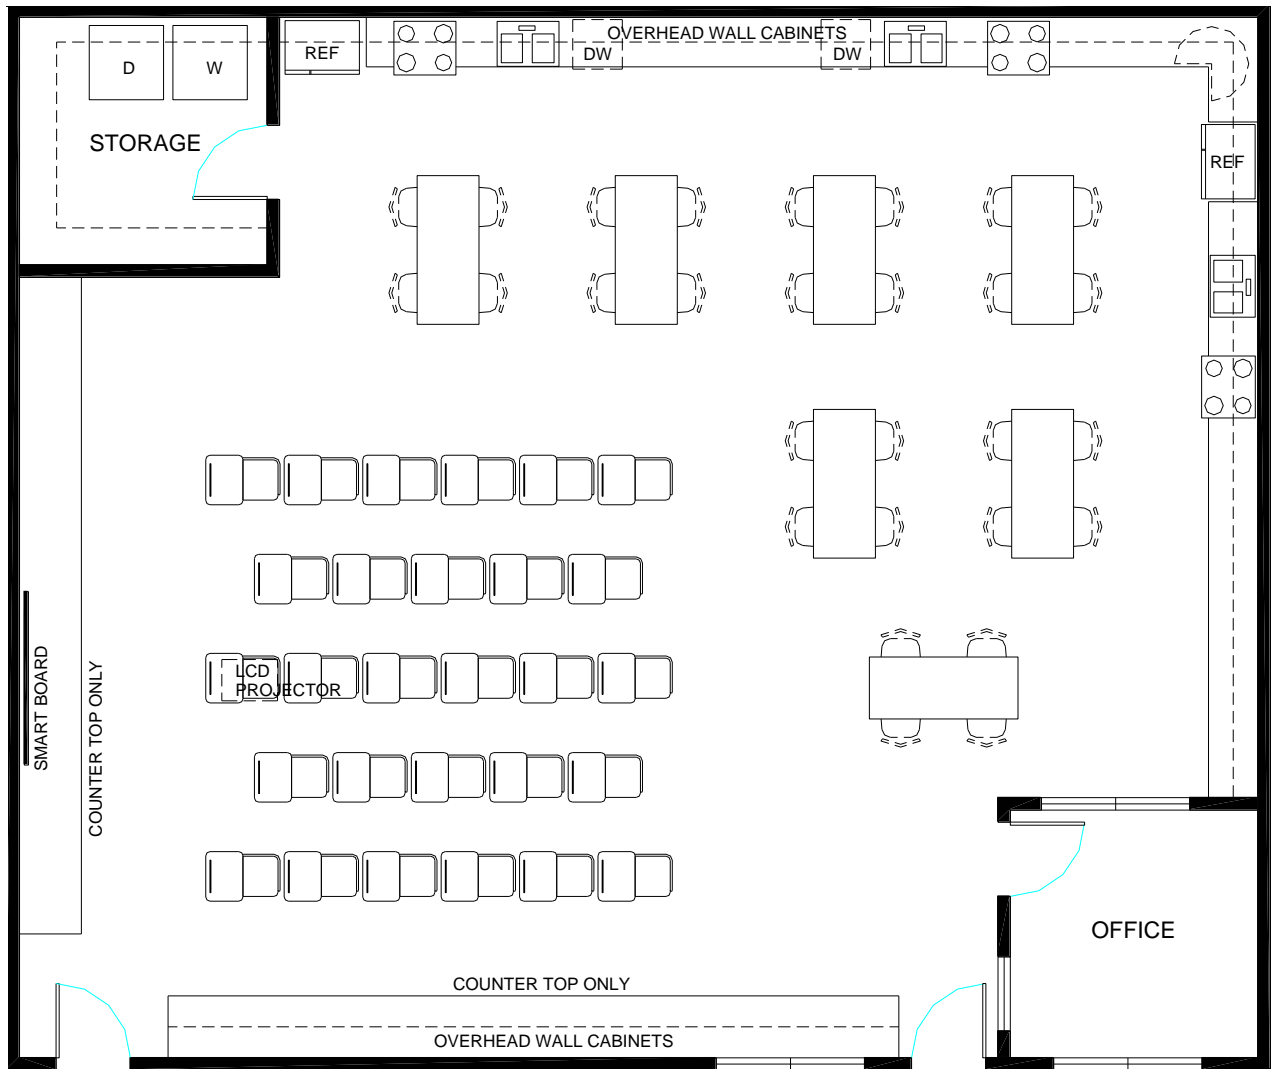 OVERHEAD WALL CABINETS
REF
DW
DW
D
W
STORAGE
REF
LCD
PROJECTOR
SMART BOARD
COUNTER TOP ONLY
OFFICE
COUNTER TOP ONLY
OVERHEAD WALL CABINETS